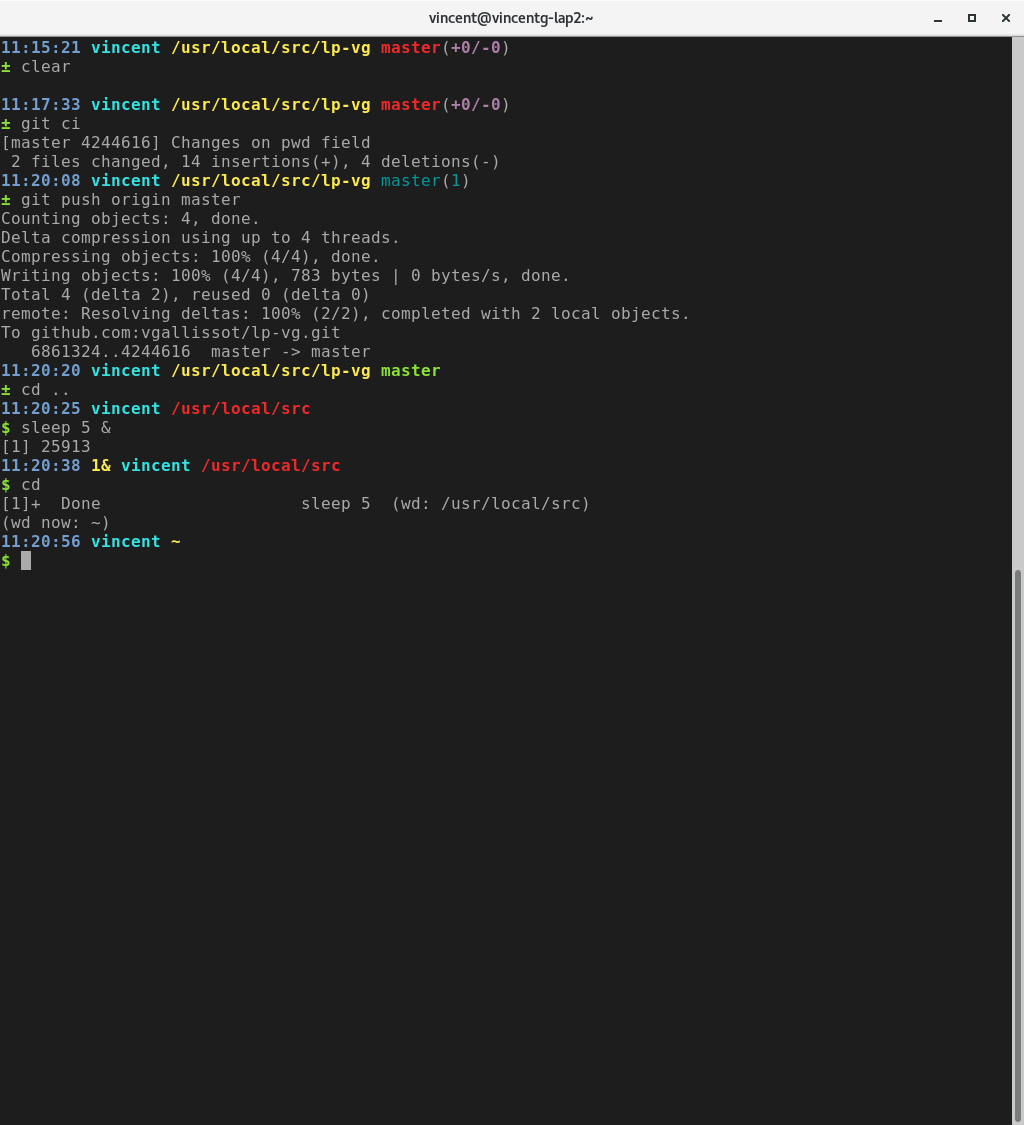 vincent@vincentg-lap2:~
11:15:21 vincent /usr/local/src/lp-vg master(+0/-0)
± clear
11:17:33 vincent /usr/local/src/lp-vg master(+0/-0)
± git ci
[master 4244616] Changes on pwd field
 2 files changed, 14 insertions(+), 4 deletions(-)
11:20:08 vincent /usr/local/src/lp-vg master(1)
± git push origin master
Counting objects: 4, done.
Delta compression using up to 4 threads.
Compressing objects: 100% (4/4), done.
Writing objects: 100% (4/4), 783 bytes | 0 bytes/s, done.
Total 4 (delta 2), reused 0 (delta 0)
remote: Resolving deltas: 100% (2/2), completed with 2 local objects.
To github.com:vgallissot/lp-vg.git
   6861324..4244616  master -> master
11:20:20 vincent /usr/local/src/lp-vg master
± cd ..
11:20:25 vincent /usr/local/src
$ sleep 5 &
[1] 25913
11:20:38 1& vincent /usr/local/src
$ cd
[1]+  Done                    sleep 5  (wd: /usr/local/src)
(wd now: ~)
11:20:56 vincent ~
$